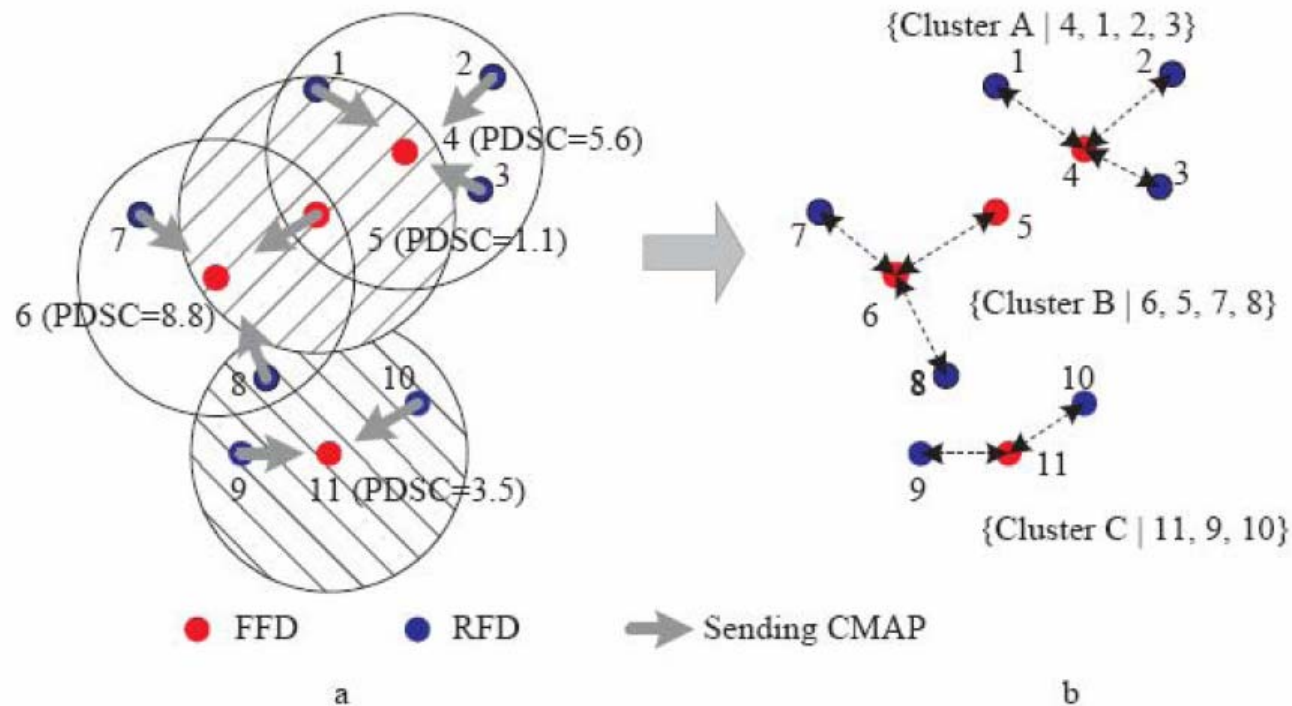 1
2
4 (PDSC=5.6)
3
7
5 (PDSC=1.1)
6 (PDSC=8.8)
8
10
9
11 (PDSC=3.5)
{Cluster A | 4, 1, 2, 3}
1
2
4
3
7
5
6
{Cluster B | 6, 5, 7, 8}
8
10
9
11
{Cluster C | 11, 9, 10}
FFD
RFD
Sending CMAP
a
b